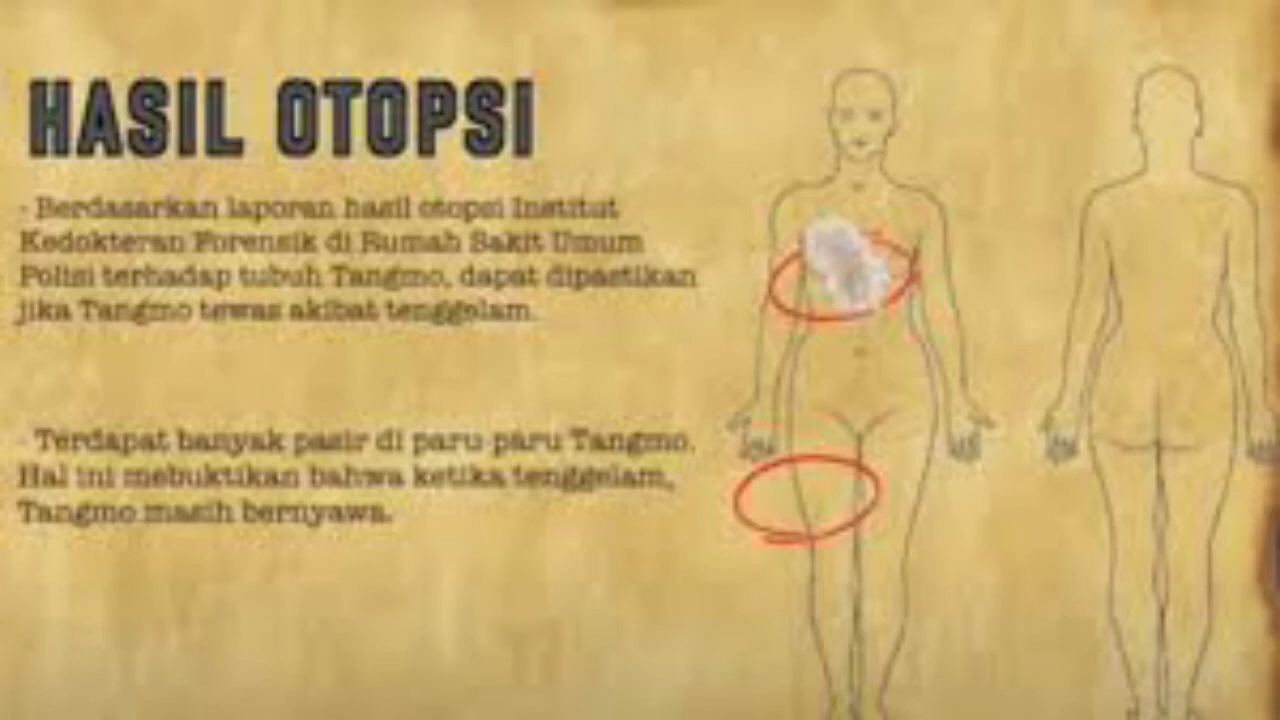 HASIL OTOPSI
- Berdasarkan laporan hasil otopsi Institut
Kedokteran Forensik di Rumah Sakit Umum
Polisi terhadap tubuh Tangmo, dapat dipastikan
jika Tangmo tewas akibat tenggelam.
- Terdapat banyak pasir di paru-paru Tangmo.
Hal ini mebuktikan bahwa ketika tenggelam,
Tangmo masih bernyawa.